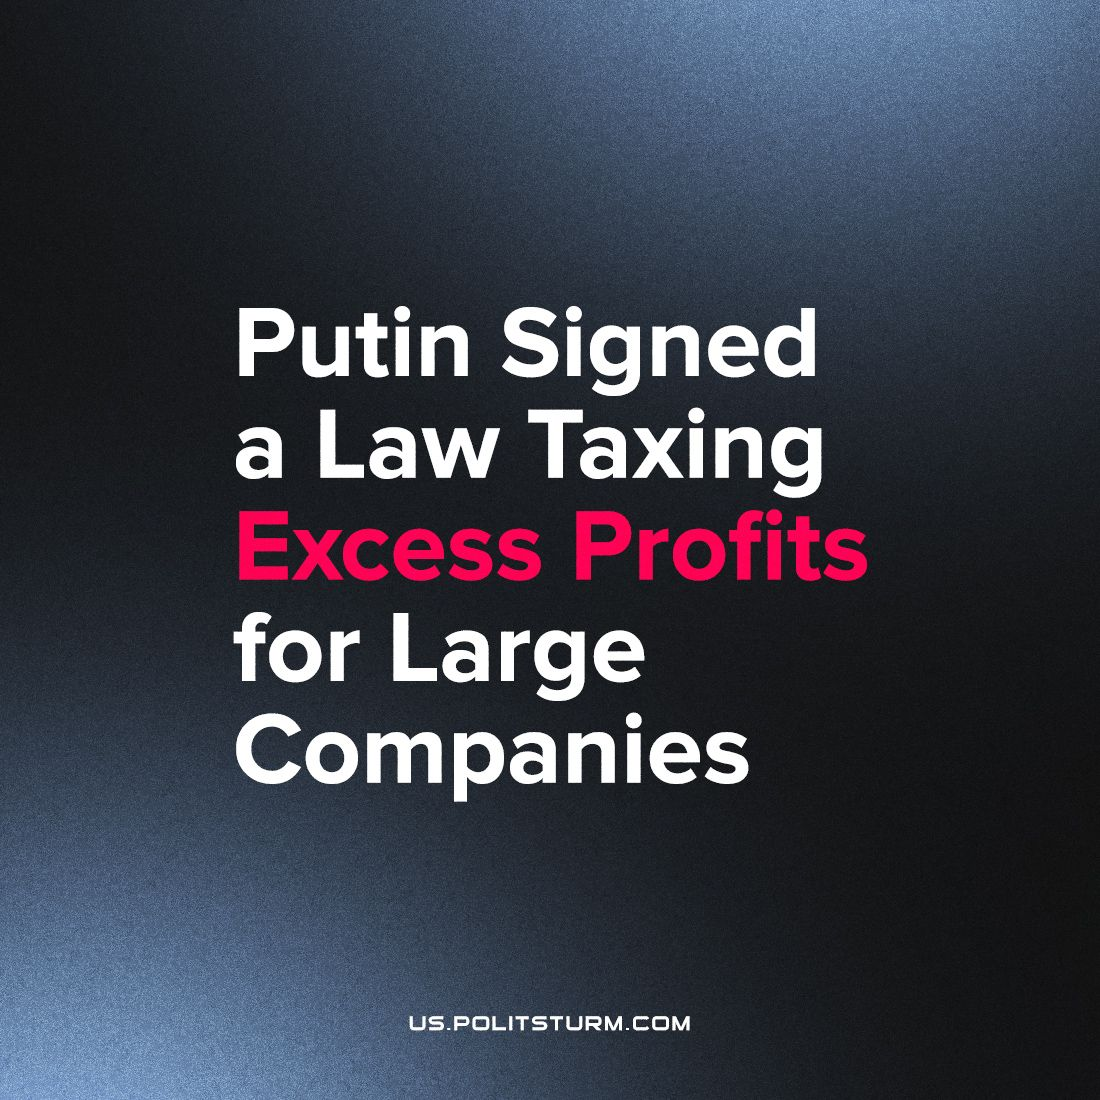 Putin Signed
a Law Taxing
Excess Profits
for Large
Companies
US.POLITSTURM.COM